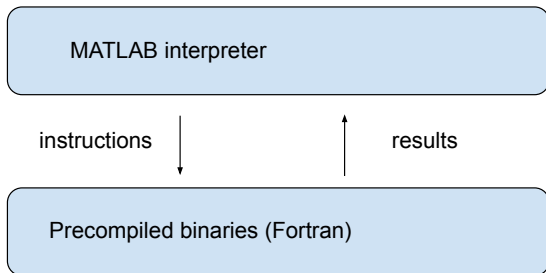 MATLAB interpreter
instructions
results
Precompiled binaries (Fortran)